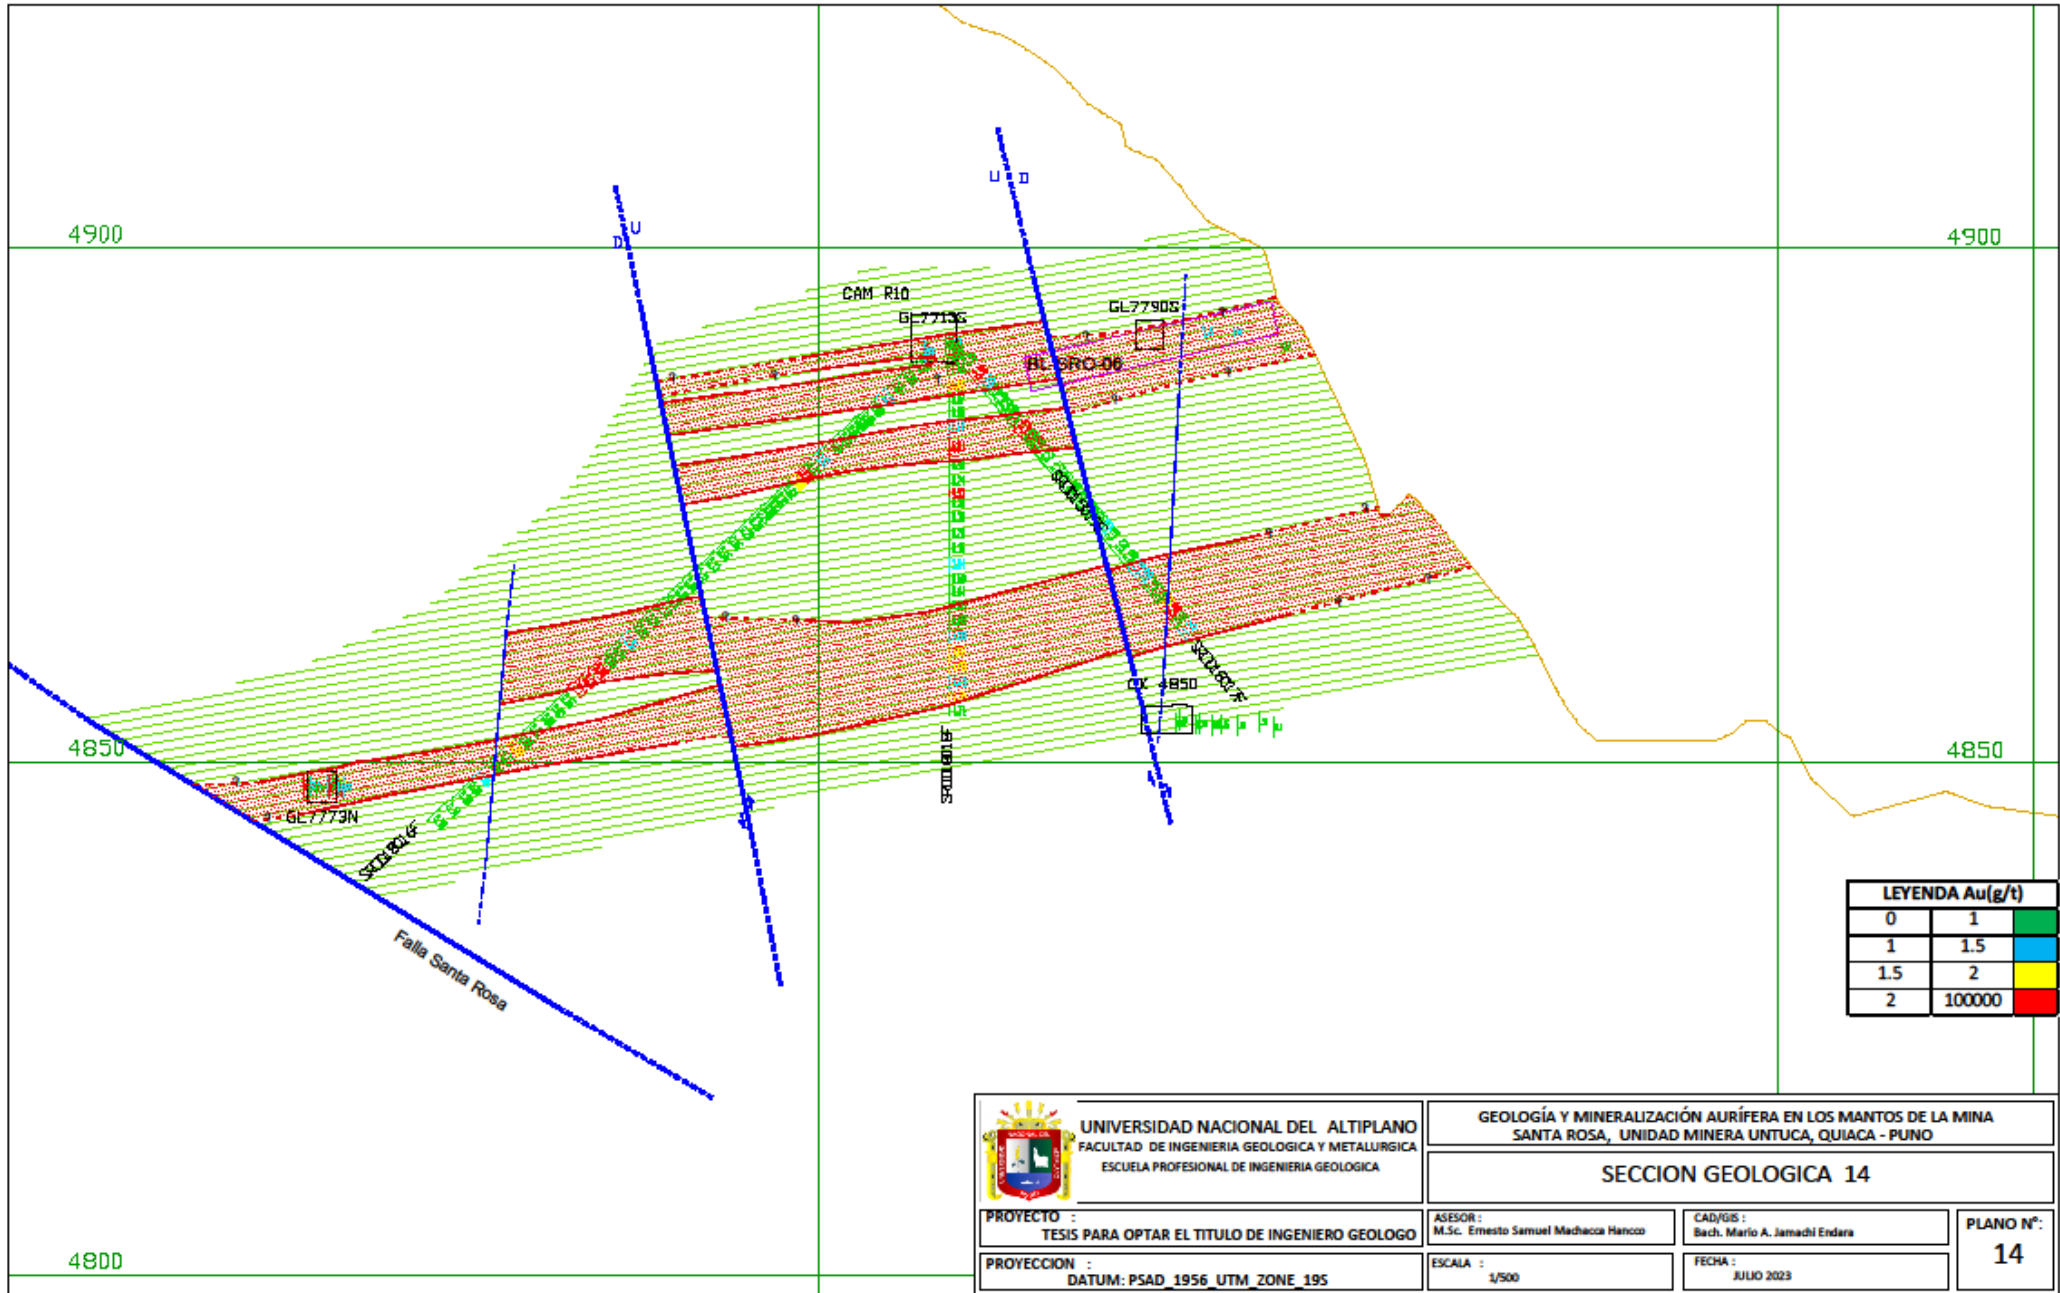 U D
U
D
4900
4900
CAM R10
GL7713S
GL7790S
BL-SRO-06
CX 4850
4850
4850
GL7773N
Falla Santa Rosa
LEYENDA Au(g/t)
0 1
1 1.5
1.5 2
2 100000
4800
UNIVERSIDAD NACIONAL DEL ALTIPLANO
FACULTAD DE INGENIERIA GEOLOGICA Y METALURGICA
ESCUELA PROFESIONAL DE INGENIERIA GEOLOGICA
GEOLOGÍA Y MINERALIZACIÓN AURÍFERA EN LOS MANTOS DE LA MINA
SANTA ROSA, UNIDAD MINERA UNTUCA, QUIACA - PUNO
SECCION GEOLOGICA 14
PROYECTO :
TESIS PARA OPTAR EL TITULO DE INGENIERO GEOLOGO
ASESOR :
M.Sc. Ernesto Samuel Machacca Hancco
CAD/GIS :
Bach. Mario A. Jamachi Endara
PLANO N°:
14
PROYECCION :
DATUM: PSAD_1956_UTM_ZONE_19S
ESCALA :
1/500
FECHA :
JULIO 2023